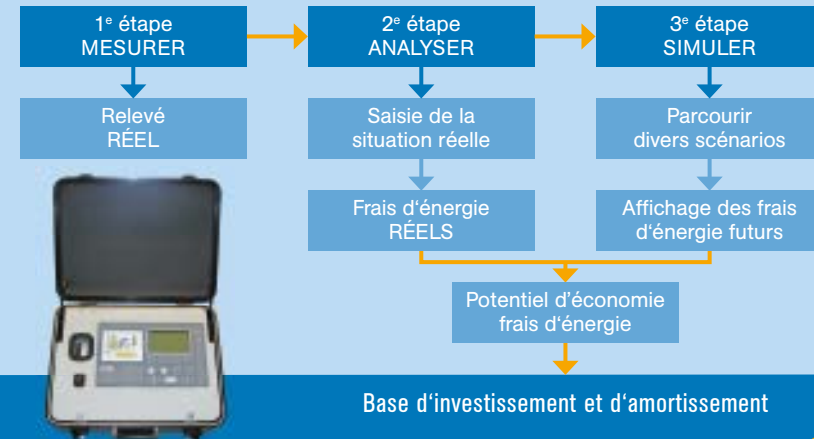 1e étape
MESURER
2e étape
ANALYSER
3e étape
SIMULER
Relevé
RÉEL
Saisie de la
situation réelle
Parcourir
divers scénarios
Frais d‘énergie
RÉELS
Affichage des frais
d‘énergie futurs
Potentiel d’économie
frais d‘énergie
Base d‘investissement et d‘amortissement